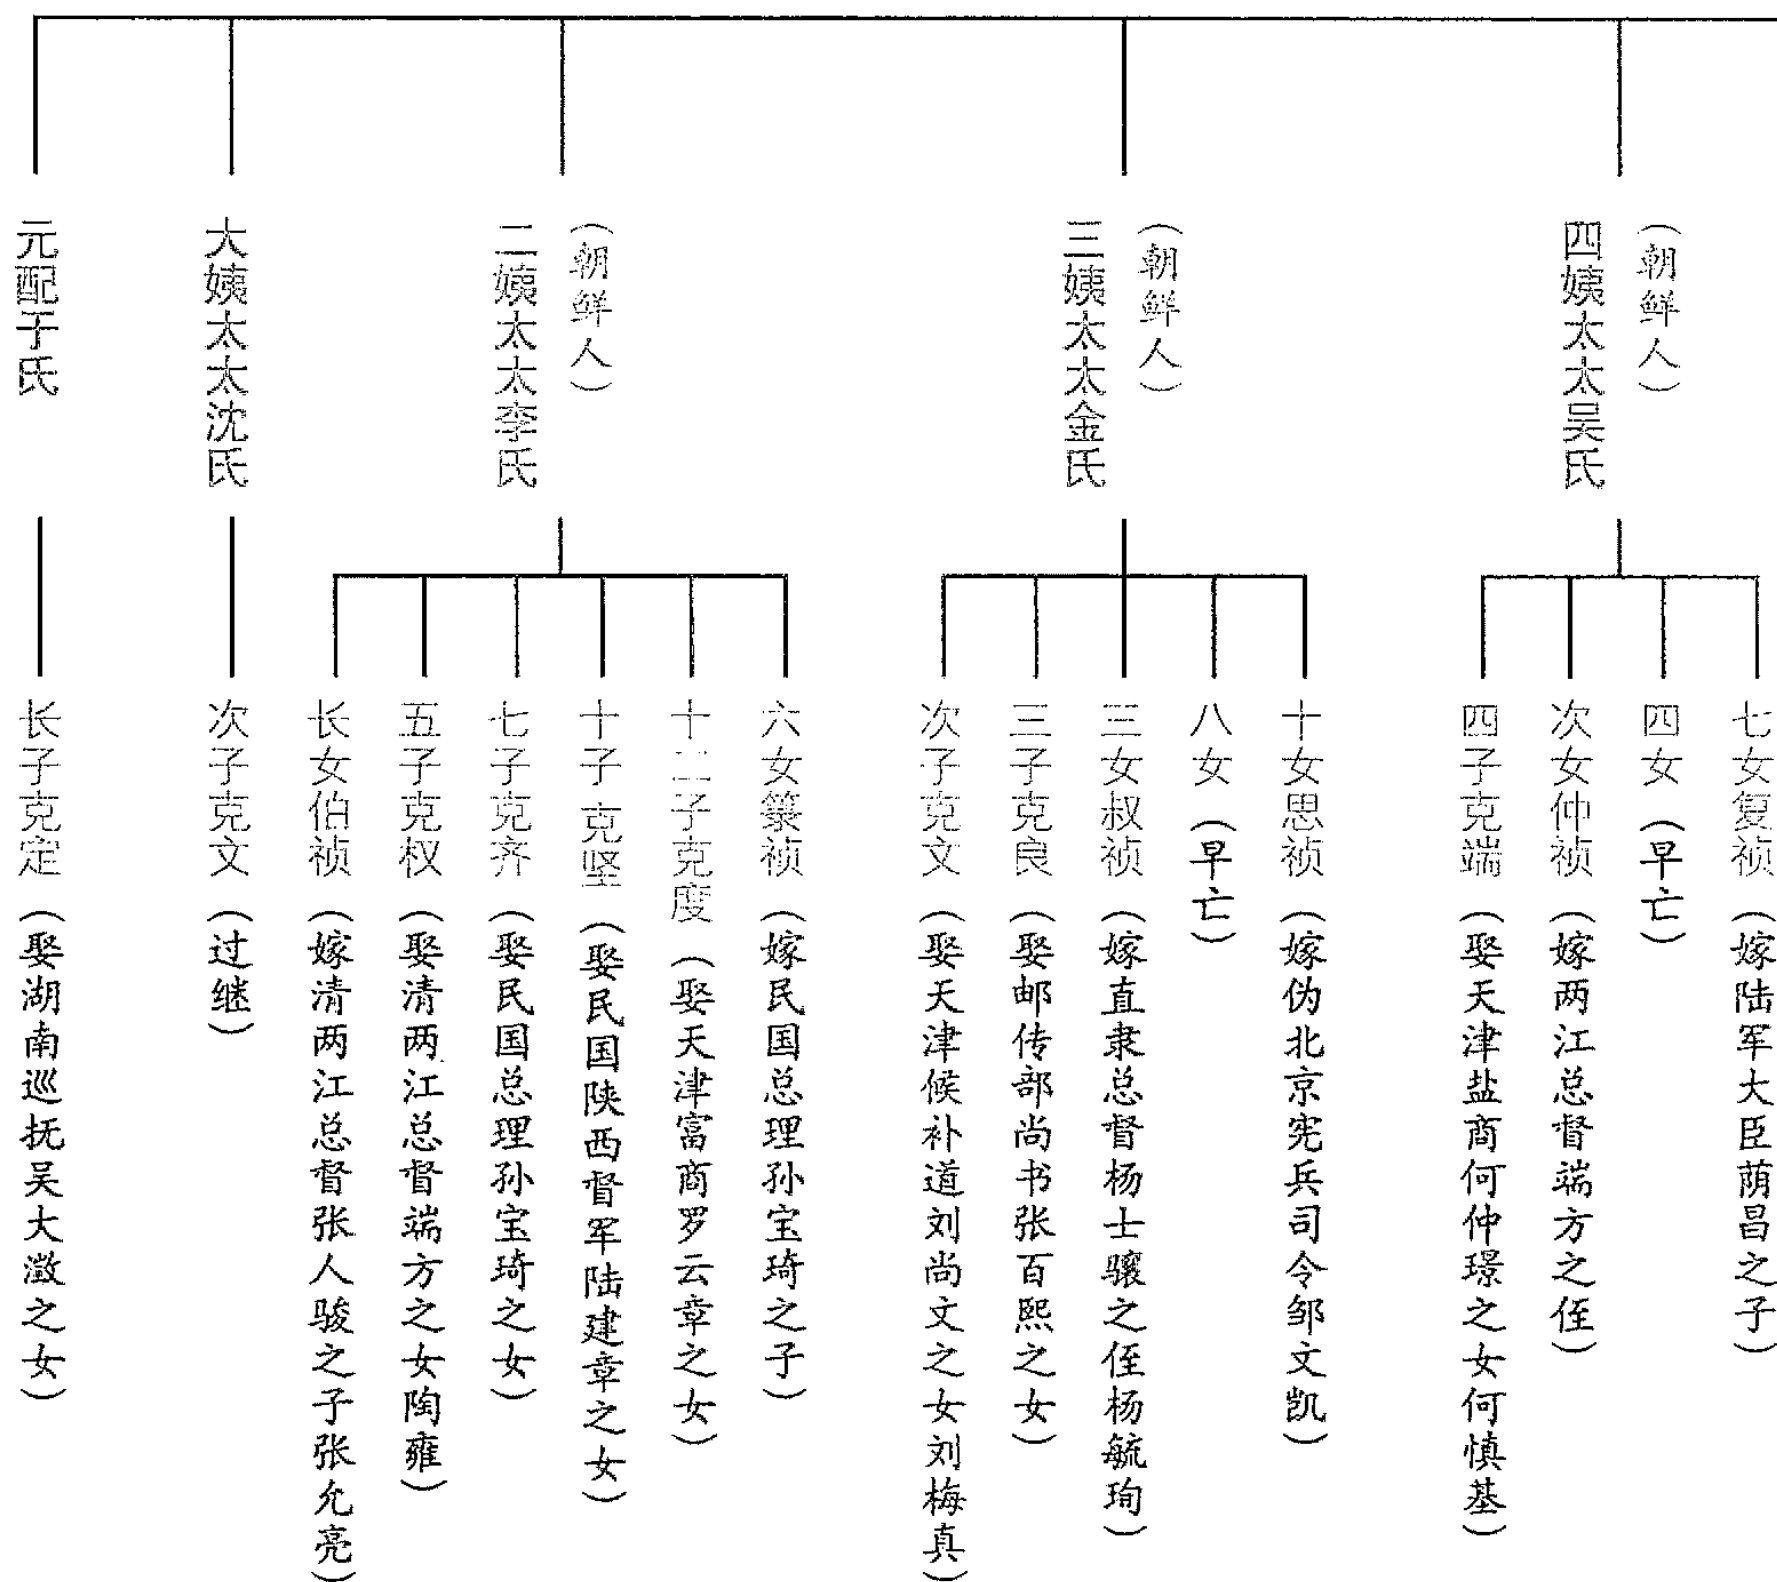 元配于氏
大姨太太沈氏
二姨太太李氏
(朝鲜人)
三姨太太金氏
(朝鲜人)
四姨太太吴氏
(朝鲜人)
长子克定(娶湖南巡抚吴大澂之女)
次子克文(过继)
长女伯祯(嫁清两江总督张人骏之子张允亮)
五子克权(娶清两江总督端方之女陶雍)
七子克齐(娶民国总理孙宝琦之女)
十子克坚(娶民国陕西督军陆建章之女)
十二子克度(娶天津富商罗云章之女)
六女箓祯(嫁民国总理孙宝琦之子)
次子克文(娶天津候补道刘尚文之女刘梅真)
三子克良(娶邮传部尚书张百熙之女)
三女叔祯(嫁直隶总督杨士骧之侄杨毓珣)
八女(早亡)
十女思祯(嫁伪北京宪兵司令邹文凯)
四子克端(娶天津盐商何仲璟之女何慎基)
次女仲祯(嫁两江总督端方之侄)
四女(早亡)
七女复祯(嫁陆军大臣荫昌之子)